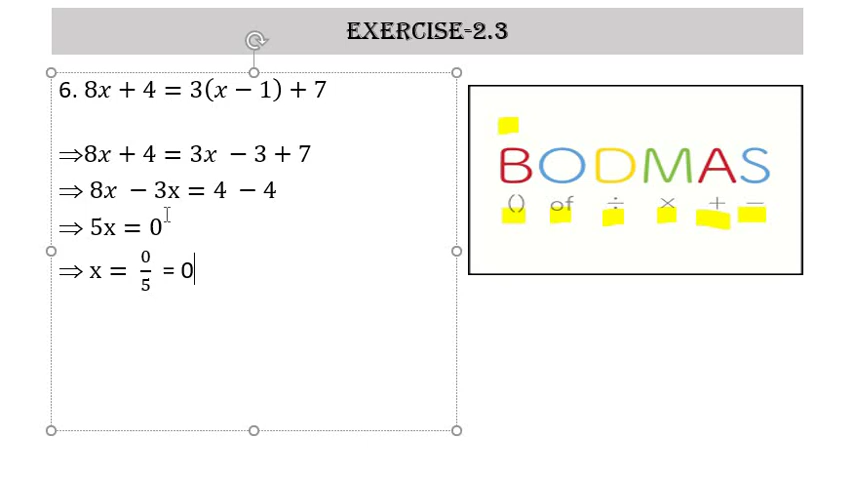 EXERCISE-2.3
6. 8x + 4 = 3(x − 1) + 7
⇒8x + 4 = 3x − 3 + 7
⇒ 8x − 3x = 4 − 4
⇒ 5x = 0
⇒ x = 0/5 = 0
BODMAS
() of ÷ × + −